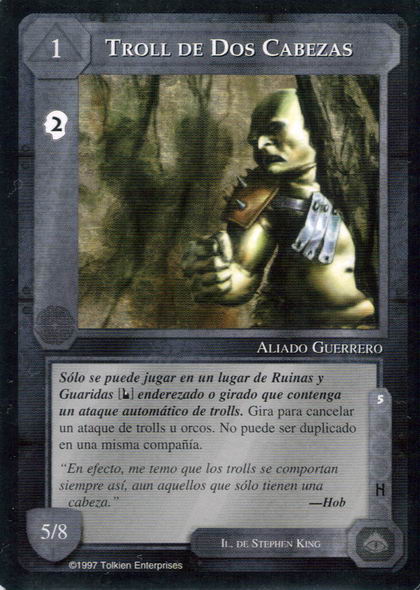 1
TROLL DE DOS CABEZAS
2
ALIADO GUERRERO
Sólo se puede jugar en un lugar de Ruinas y
Guaridas [] enderezado o girado que contenga
un ataque automático de trolls. Gira para cancelar
un ataque de trolls u orcos. No puede ser duplicado
en una misma compañía.
5
“En efecto, me temo que los trolls se comportan
siempre así, aun aquellos que sólo tienen una
cabeza.” —Hob
H
5/8
IL. DE STEPHEN KING
©1997 Tolkien Enterprises